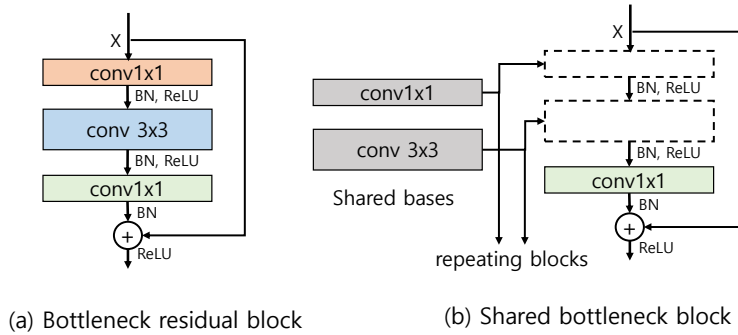 X
conv1x1
BN, ReLU
conv 3x3
BN, ReLU
conv1x1
BN
+
ReLU
(a) Bottleneck residual block
X
conv1x1
BN, ReLU
conv 3x3
Shared bases
BN, ReLU
conv1x1
BN
+
ReLU
repeating blocks
(b) Shared bottleneck block